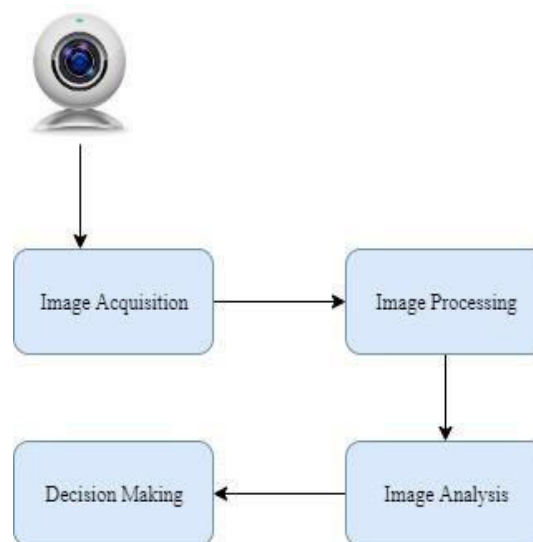 Image Acquisition
Image Processing
Image Analysis
Decision Making